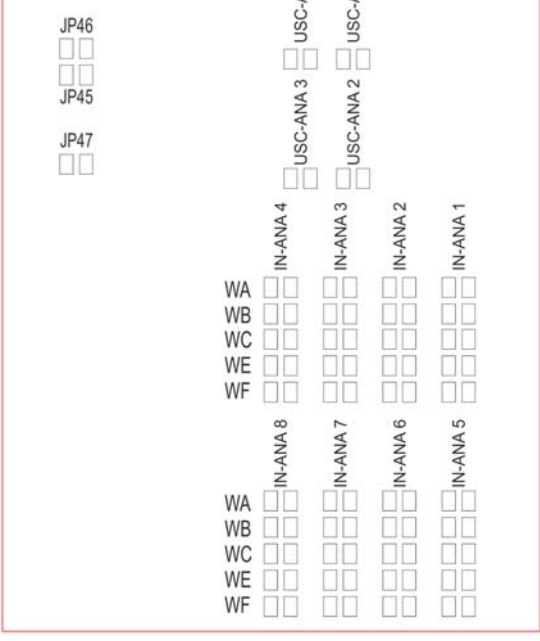 JP46
JP45
JP47
USC-ANA 3
USC-ANA 2
IN-ANA 4
IN-ANA 3
IN-ANA 2
IN-ANA 1
WA
WB
WC
WE
WF
IN-ANA 8
IN-ANA 7
IN-ANA 6
IN-ANA 5
WA
WB
WC
WE
WF